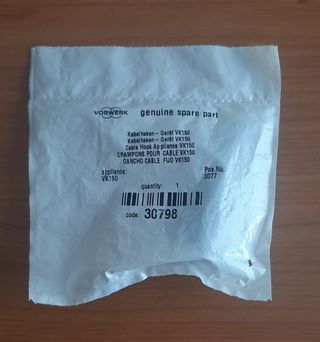 VORWERK genuine spare part
Kabelhaken - Gerät VK150
Kabelhaken - Gerät VK150
Cable Hook Appliance VK150
CRAMPONS POUR CABLE VK150
GANCHO CABLE FIJO VK150
appliance: Pos.No.
VK150 0077
quantity: 1
code: 30798